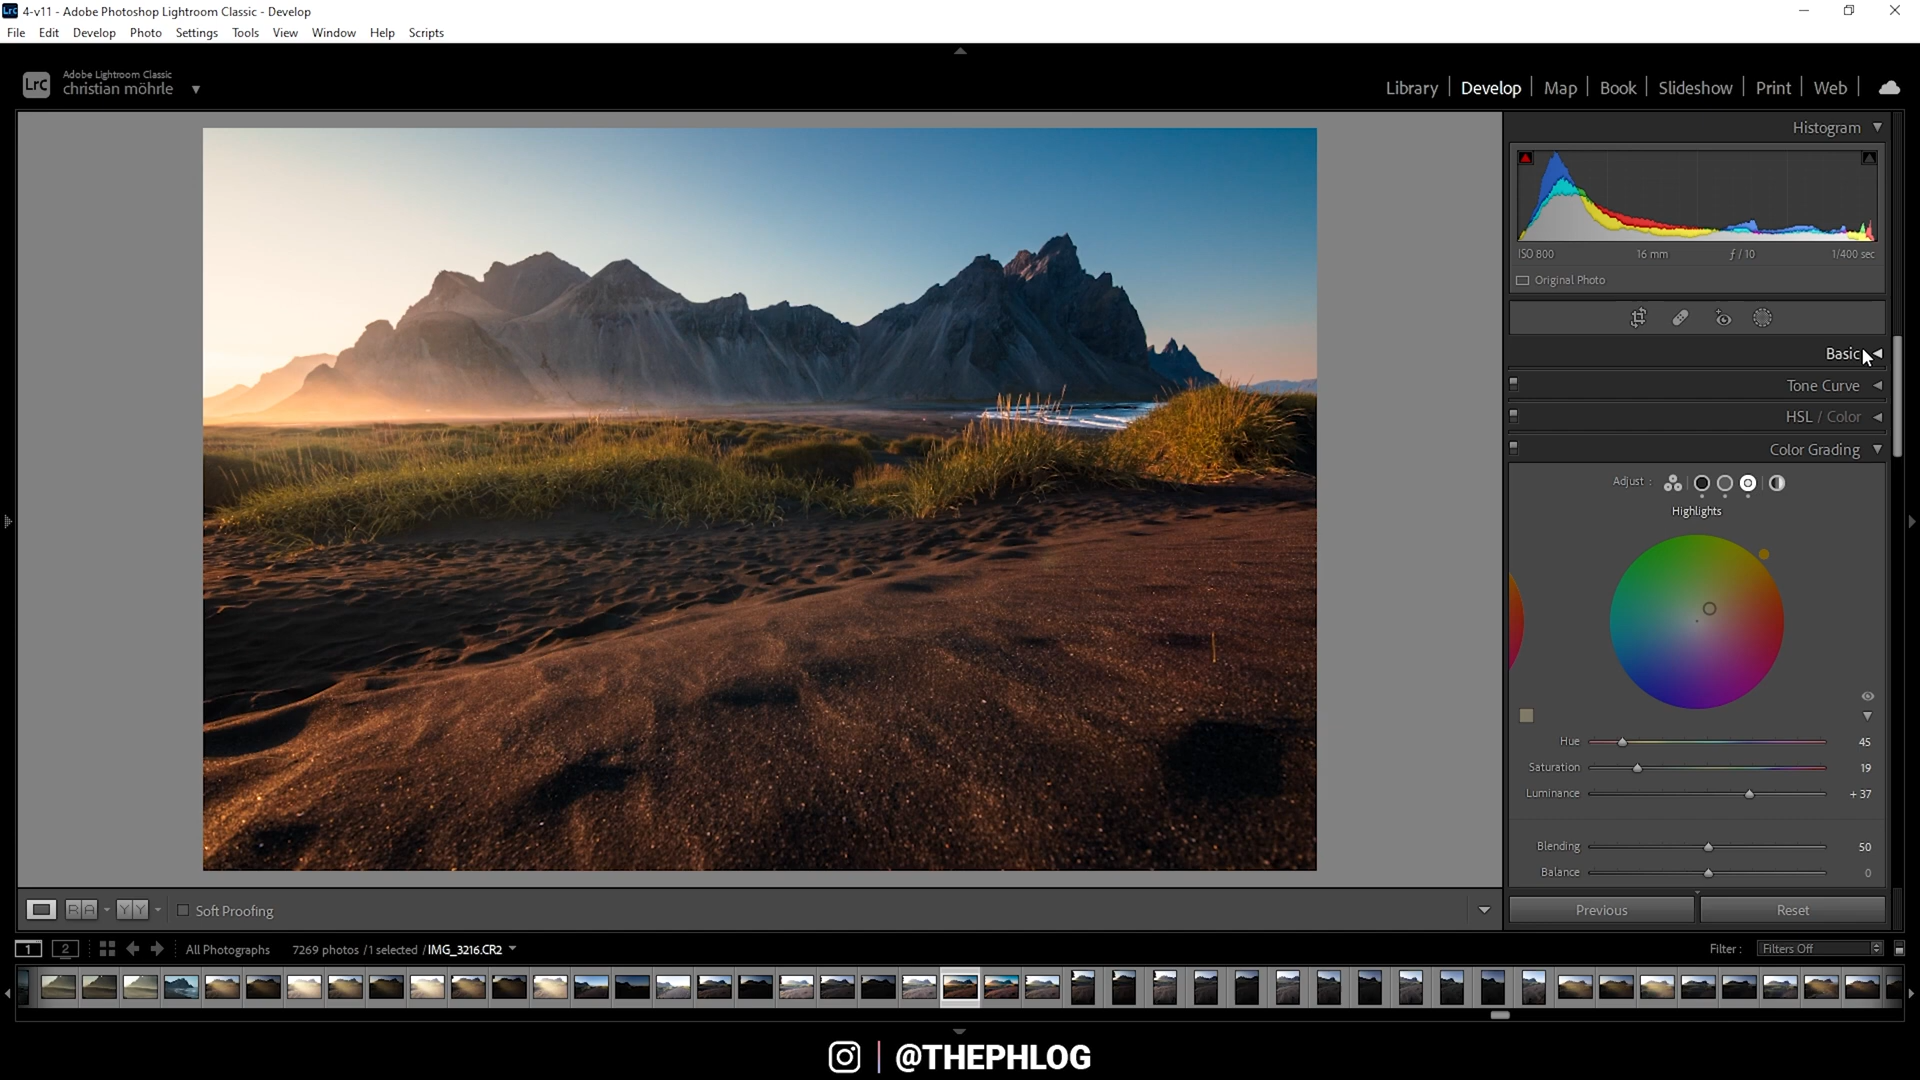 4-v11 - Adobe Photoshop Lightroom Classic - Develop
File Edit Develop Photo Settings Tools View Window Help Scripts
LrC Adobe Lightroom Classic
christian möhrle
Library Develop Map Book Slideshow Print Web
Histogram
ISO 800 16 mm ƒ / 10 1/400 sec
Original Photo
Basic
Tone Curve
HSL / Color
Color Grading
Adjust :
Highlights
Hue 45
Saturation 19
Luminance + 37
Blending 50
Balance 0
Previous Reset
R A Y Y Soft Proofing
1 2 All Photographs 7269 photos / 1 selected / IMG_3216.CR2 Filter : Filters Off
@THEPHLOG